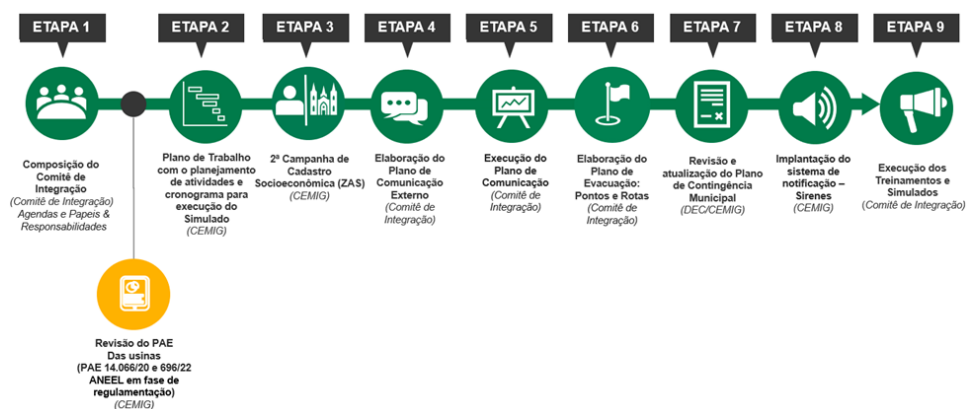 ETAPA 1
ETAPA 2
ETAPA 3
ETAPA 4
ETAPA 5
ETAPA 6
ETAPA 7
ETAPA 8
ETAPA 9
Composição do
Comitê de
Integração
(Comitê de Integração)
Agendas e Papeis &
Responsabilidades
Plano de Trabalho
com o planejamento
de atividades e
cronograma para
execução do
Simulado
(CEMIG)
2ª Campanha de
Cadastro
Socioeconômica (ZAS)
(CEMIG)
Elaboração do
Plano de
Comunicação
Externo
(Comitê de
Integração)
Execução do
Plano de
Comunicação
(Comitê de
Integração)
Elaboração do
Plano de
Evacuação:
Pontos e Rotas
(Comitê de
Integração)
Revisão e
atualização do Plano
de Contingência
Municipal
(DEC/CEMIG)
Implantação do
sistema de
notificação –
Sirenes
(CEMIG)
Execução dos
Treinamentos e
Simulados
(Comitê de Integração)
Revisão do PAE
Das usinas
(PAE 14.066/20 e 696/22
ANEEL em fase de
regulamentação)
(CEMIG)